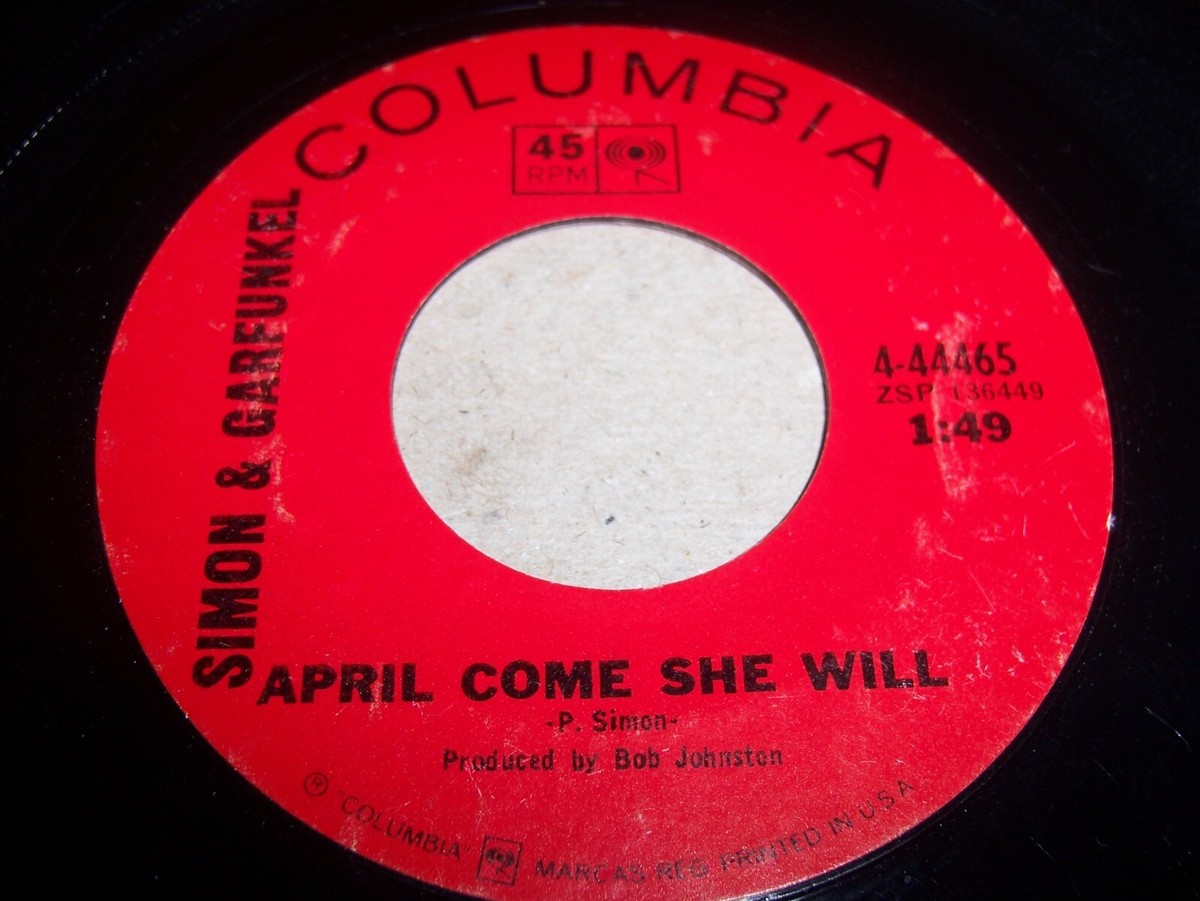 COLUMBIA
45
RPM
SIMON & GARFUNKEL
4-44465
ZSP 136449
1:49
APRIL COME SHE WILL
-P. Simon-
Produced by Bob Johnston
® "COLUMBIA" MARCAS REG. PRINTED IN U S A